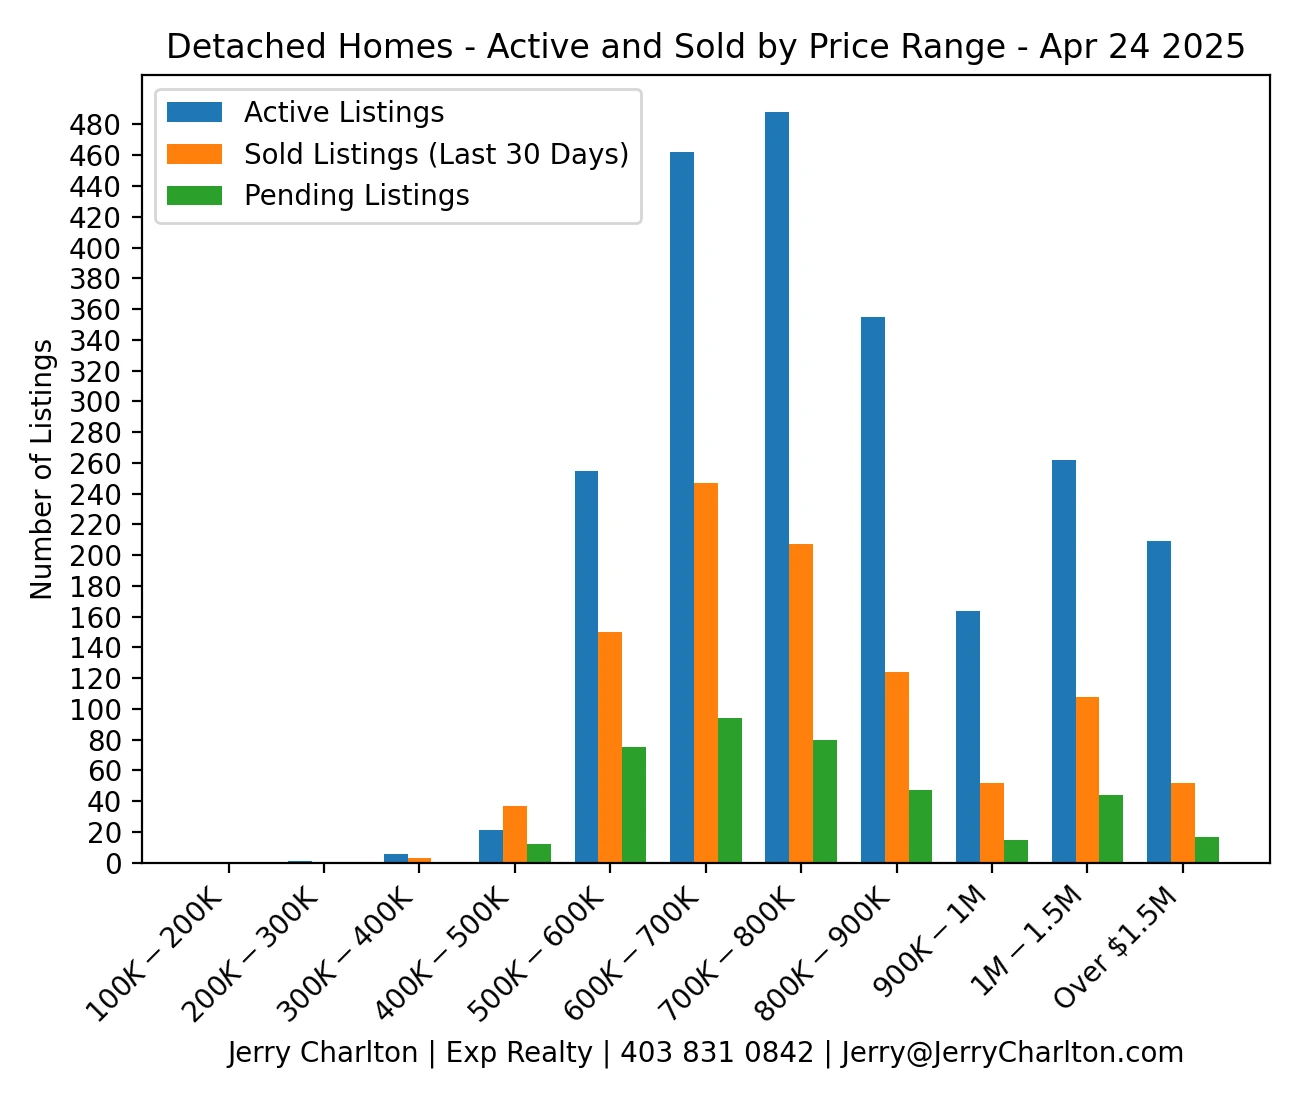 Detached Homes - Active and Sold by Price Range - Apr 24 2025
Active Listings
Sold Listings (Last 30 Days)
Pending Listings
Number of Listings
480
460
440
420
400
380
360
340
320
300
280
260
240
220
200
180
160
140
120
100
80
60
40
20
0
100K − 200K
200K − 300K
300K − 400K
400K − 500K
500K − 600K
600K − 700K
700K − 800K
800K − 900K
900K − 1M
1M − 1.5M
Over $1.5M
Jerry Charlton | Exp Realty | 403 831 0842 | Jerry@JerryCharlton.com